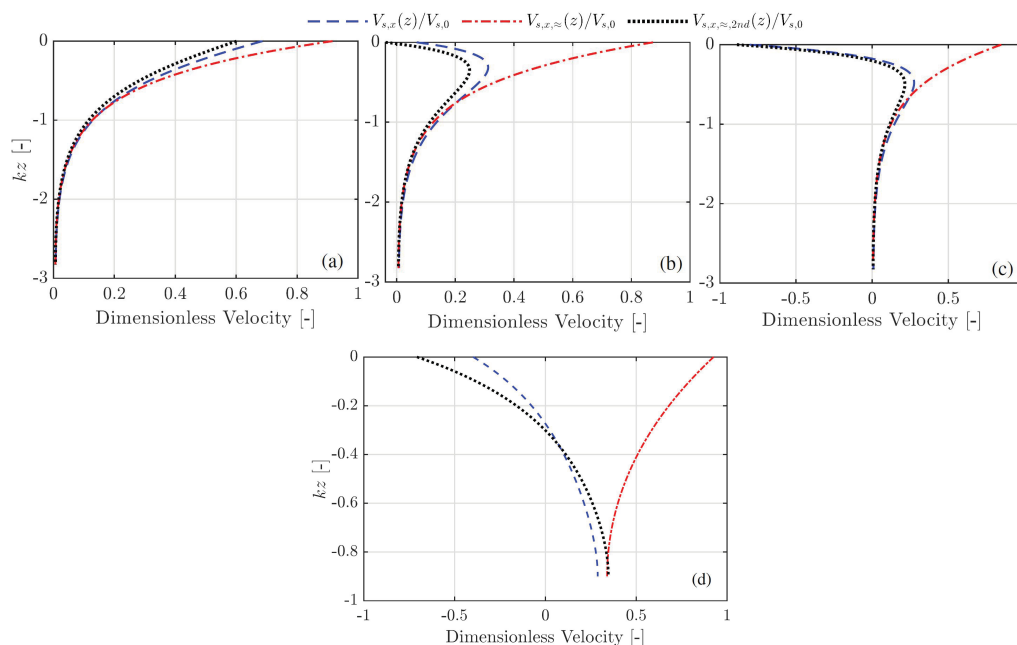 V_{s,x}(z)/V_{s,0} V_{s,x,≈}(z)/V_{s,0} V_{s,x,≈,2nd}(z)/V_{s,0}
0 0 0
-1 -1 -1
kz [-]
-2 -2 -2
(a) (b) (c)
-3 -3 -3
0 0.2 0.4 0.6 0.8 1 0 0.2 0.4 0.6 0.8 1 -1 -0.5 0 0.5
Dimensionless Velocity [-] Dimensionless Velocity [-] Dimensionless Velocity [-]
0
-0.2
-0.4
kz [-]
-0.6
-0.8
(d)
-1
-1 -0.5 0 0.5 1
Dimensionless Velocity [-]